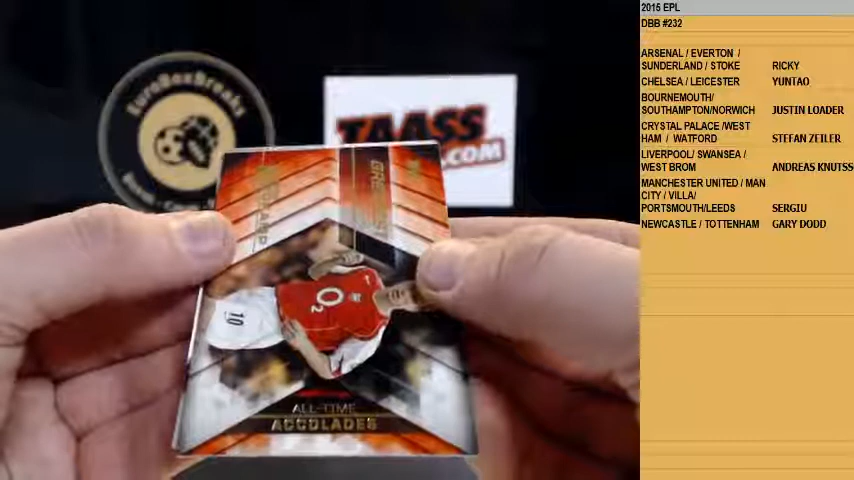 EuroBoxBreaks
TAASS
.COM
O2
10
ALL-TIME
ACCOLADES
2015 EPL
DBB #232
ARSENAL / EVERTON /
SUNDERLAND / STOKE RICKY
CHELSEA / LEICESTER YUNTAO
BOURNEMOUTH/
SOUTHAMPTON/NORWICH JUSTIN LOADER
CRYSTAL PALACE /WEST
HAM / WATFORD STEFAN ZEILER
LIVERPOOL/ SWANSEA /
WEST BROM ANDREAS KNUTSS
MANCHESTER UNITED / MAN
CITY / VILLA/
PORTSMOUTH/LEEDS SERGIU
NEWCASTLE / TOTTENHAM GARY DODD